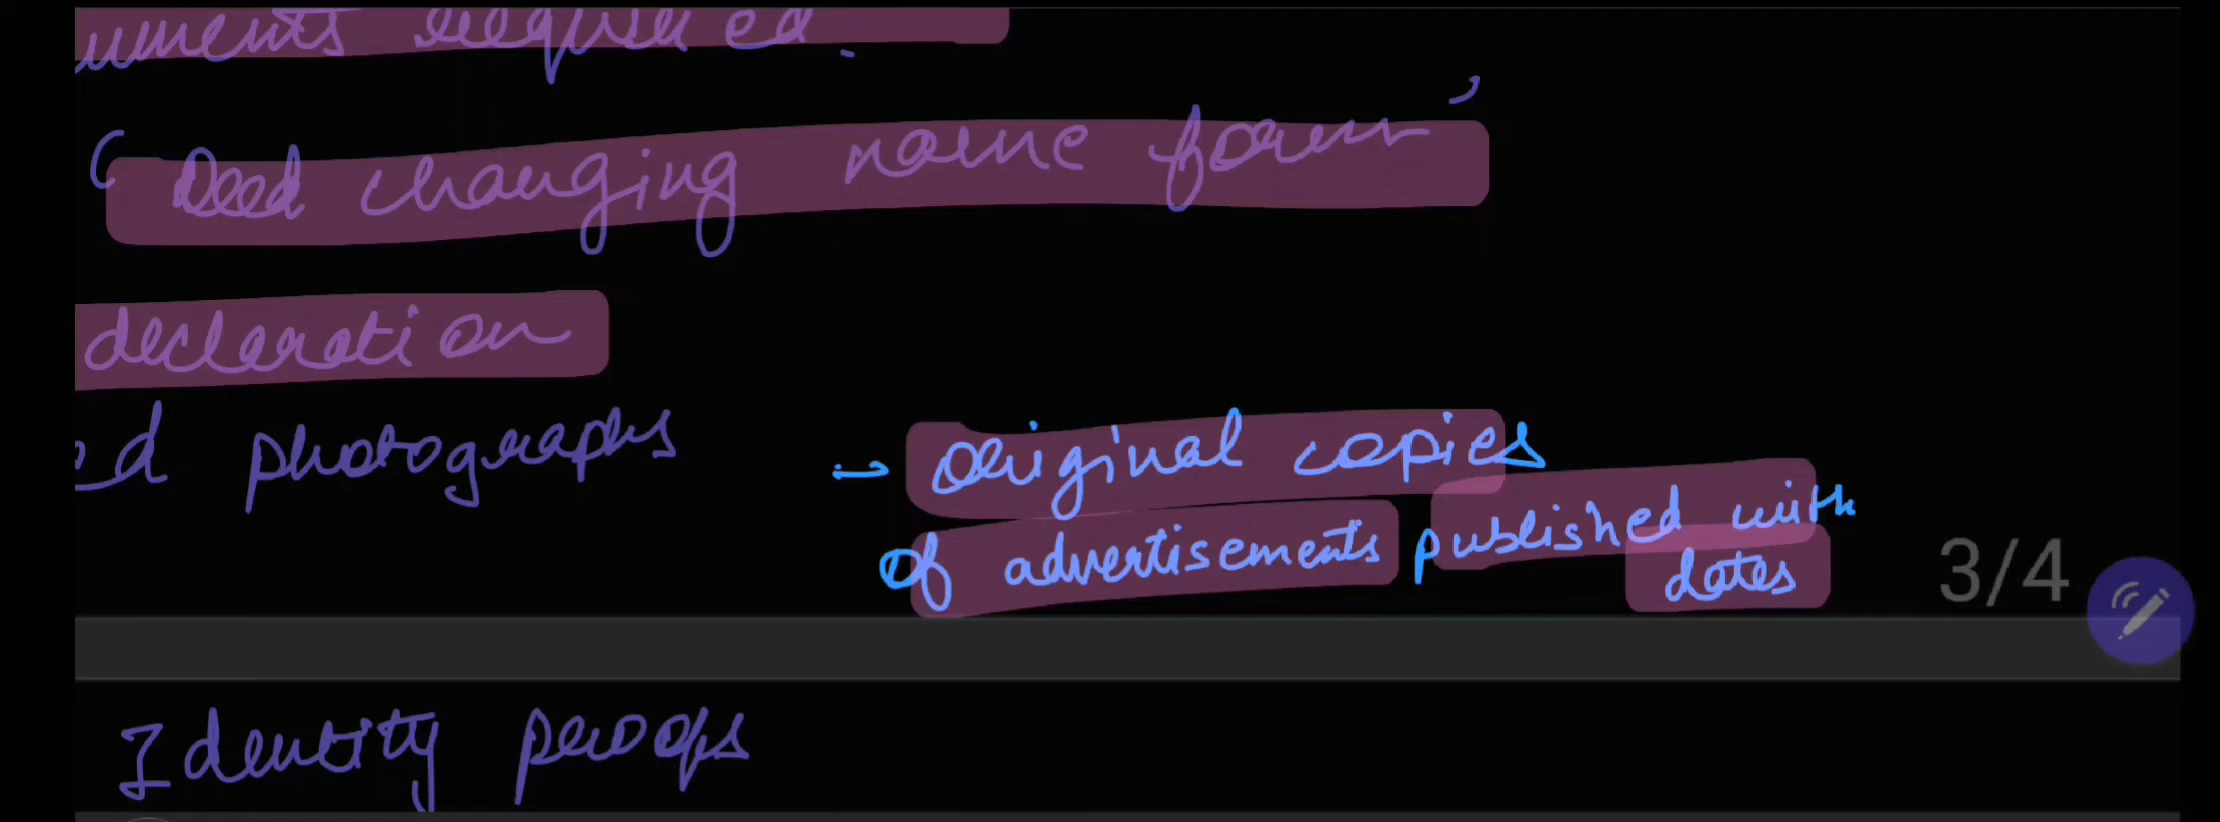 uments required.
' Deed changing name form '
declaration
ed photographs
→ Original copies
of advertisements published with
dates
3/4
Identity proofs